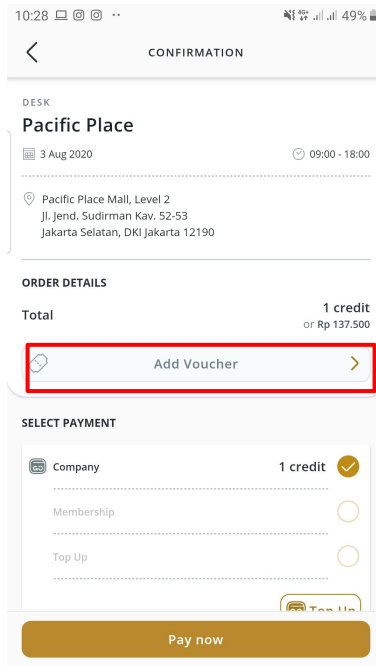 10:28
49%
CONFIRMATION
DESK
Pacific Place
3 Aug 2020
09:00 - 18:00
Pacific Place Mall, Level 2
Jl. Jend. Sudirman Kav. 52-53
Jakarta Selatan, DKI Jakarta 12190
ORDER DETAILS
Total
1 credit
or Rp 137.500
Add Voucher
SELECT PAYMENT
Company
1 credit
Membership
Top Up
Top Up
Pay now